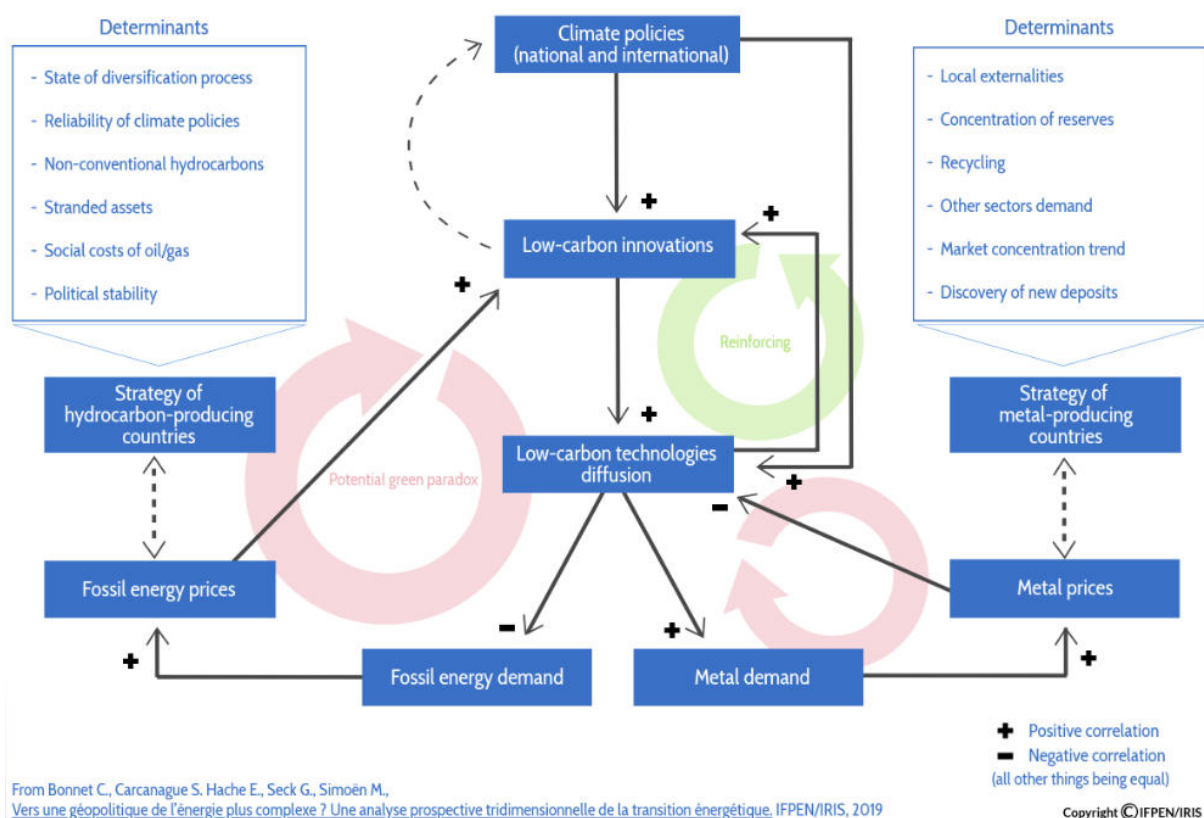 Determinants
- State of diversification process
- Reliability of climate policies
- Non-conventional hydrocarbons
- Stranded assets
- Social costs of oil/gas
- Political stability
Climate policies
(national and international)
Determinants
- Local externalities
- Concentration of reserves
- Recycling
- Other sectors demand
- Market concentration trend
- Discovery of new deposits
+
+
Low-carbon innovations
+
Reinforcing
Strategy of
hydrocarbon-producing
countries
Potential green paradox
+
Low-carbon technologies
diffusion
+
-
Strategy of
metal-producing
countries
Fossil energy prices
Metal prices
+
-
Fossil energy demand
+
Metal demand
+
+ Positive correlation
- Negative correlation
(all other things being equal)
From Bonnet C., Carcanague S. Hache E., Seck G., Simoën M.,
Vers une géopolitique de l'énergie plus complexe ? Une analyse prospective tridimensionnelle de la transition énergétique, IFPEN/IRIS, 2019
Copyright ©IFPEN/IRIS